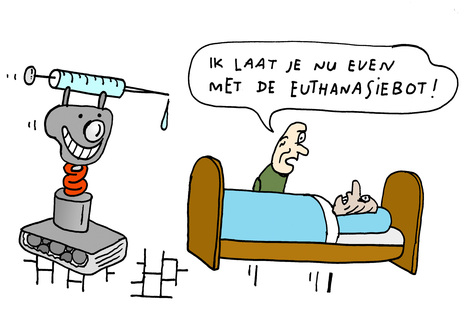 IK LAAT JE NU EVEN
MET DE EUTHANASIEBOT!